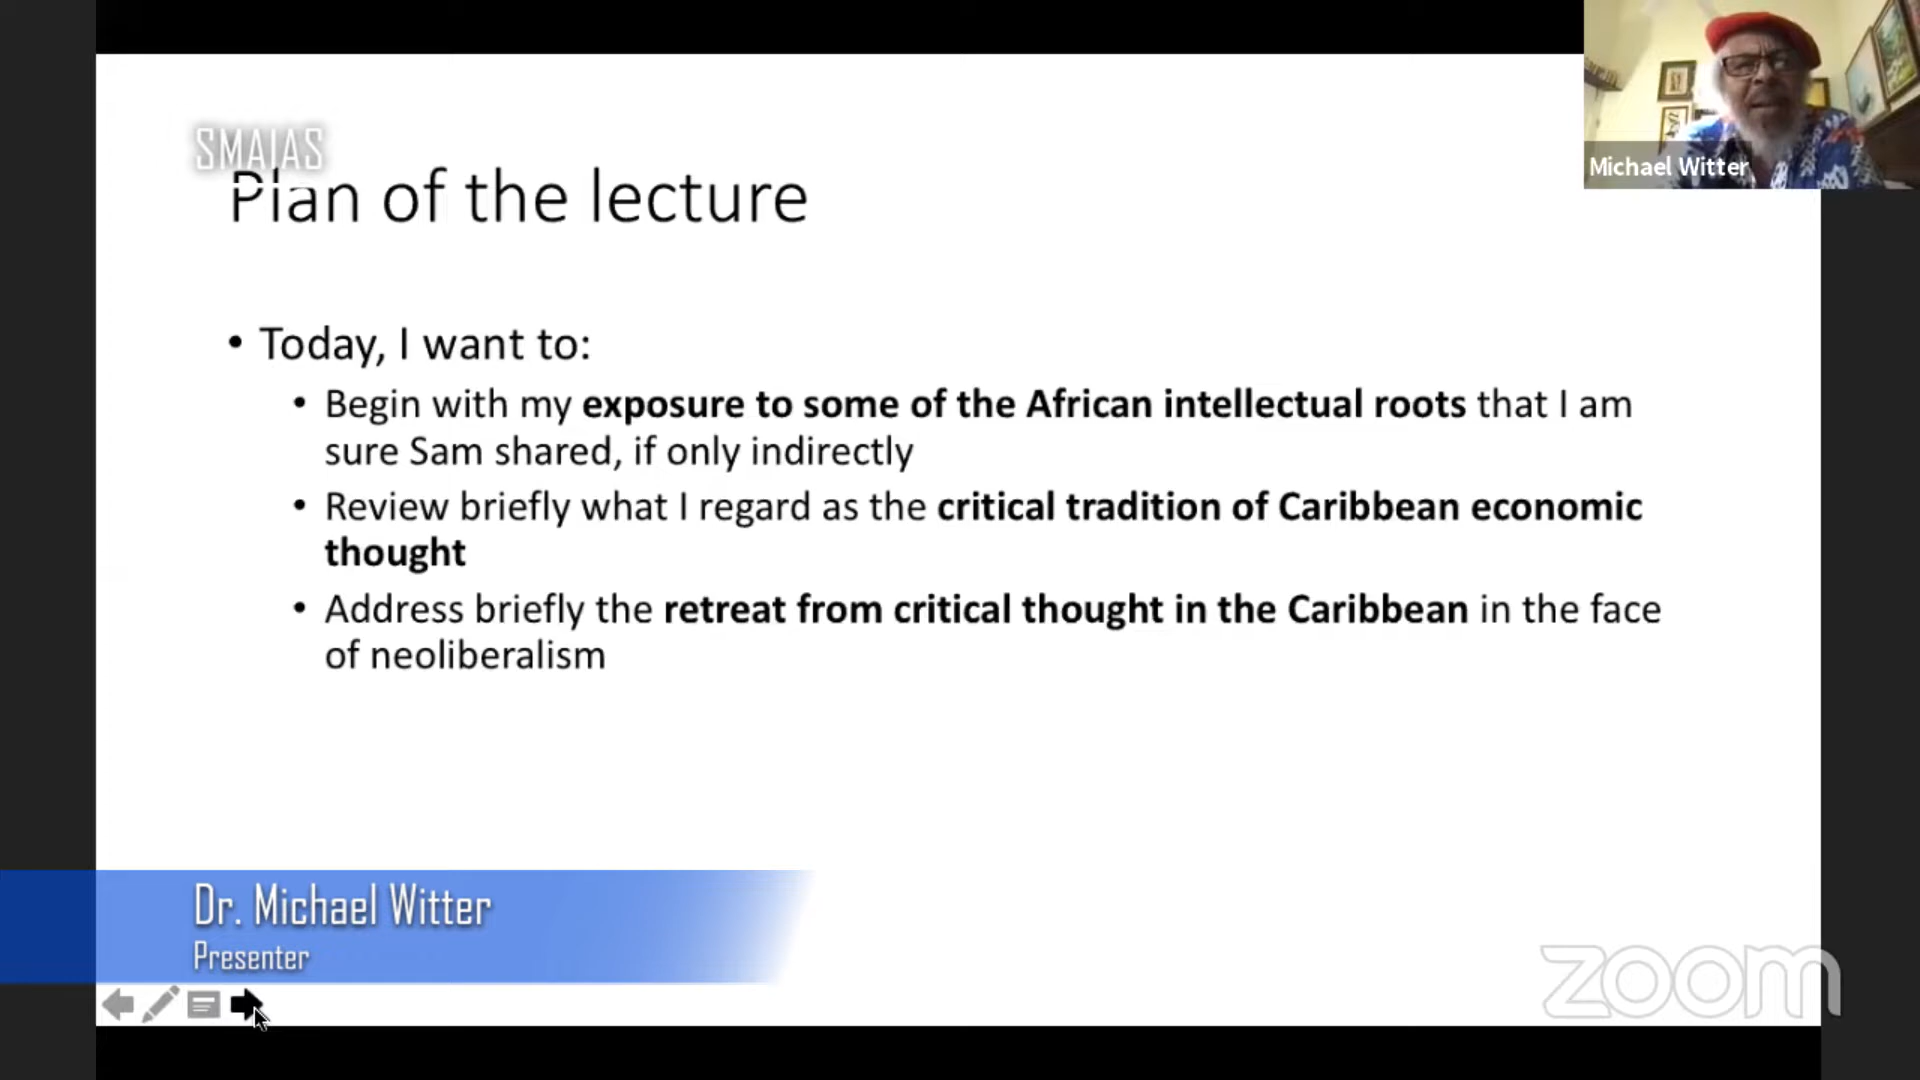 SMAIAS
Plan of the lecture
Michael Witter
• Today, I want to:
• Begin with my exposure to some of the African intellectual roots that I am
sure Sam shared, if only indirectly
• Review briefly what I regard as the critical tradition of Caribbean economic
thought
• Address briefly the retreat from critical thought in the Caribbean in the face
of neoliberalism
Dr. Michael Witter
Presenter
zoom